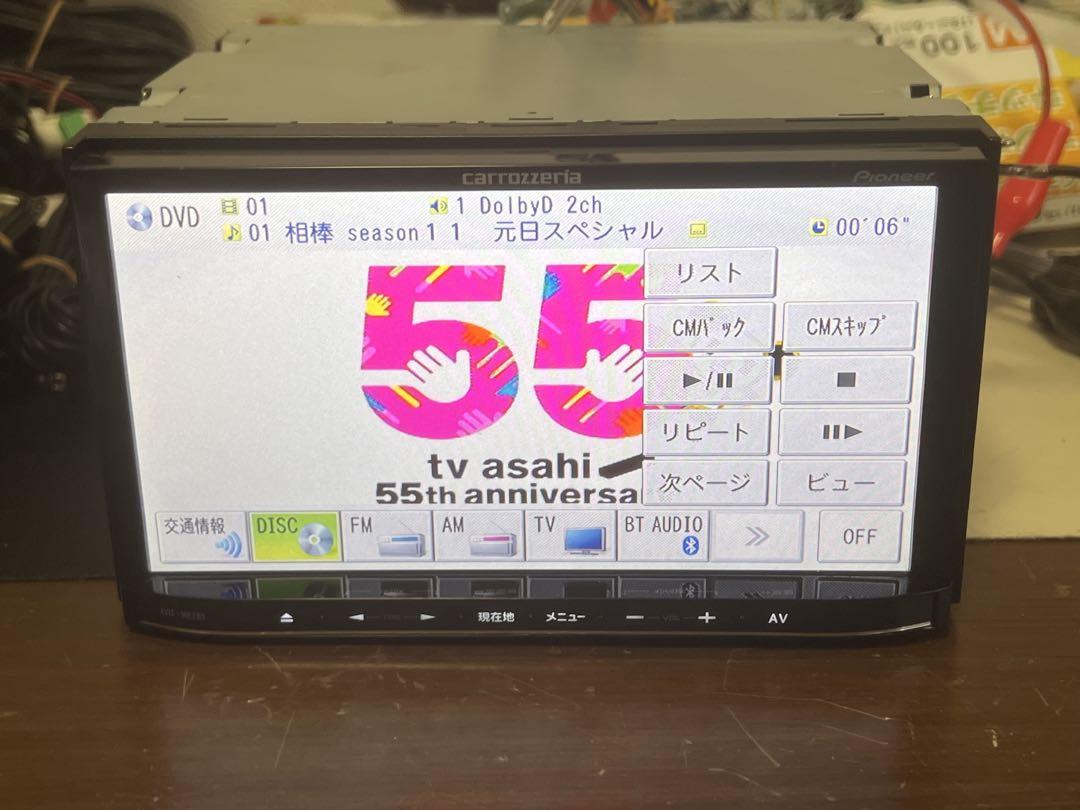 carrozzeria
Pioneer
DVD
01
1 DolbyD 2ch
01 相棒 season11 元日スペシャル
00′06″
55
リスト
CMバック
CMスキップ
リピート
tv asahi
次ページ
ビュー
55th anniversa
交通情報
DISC
FM
AM
TV
BT AUDIO
OFF
現在地
メニュー
VOL
AV
100